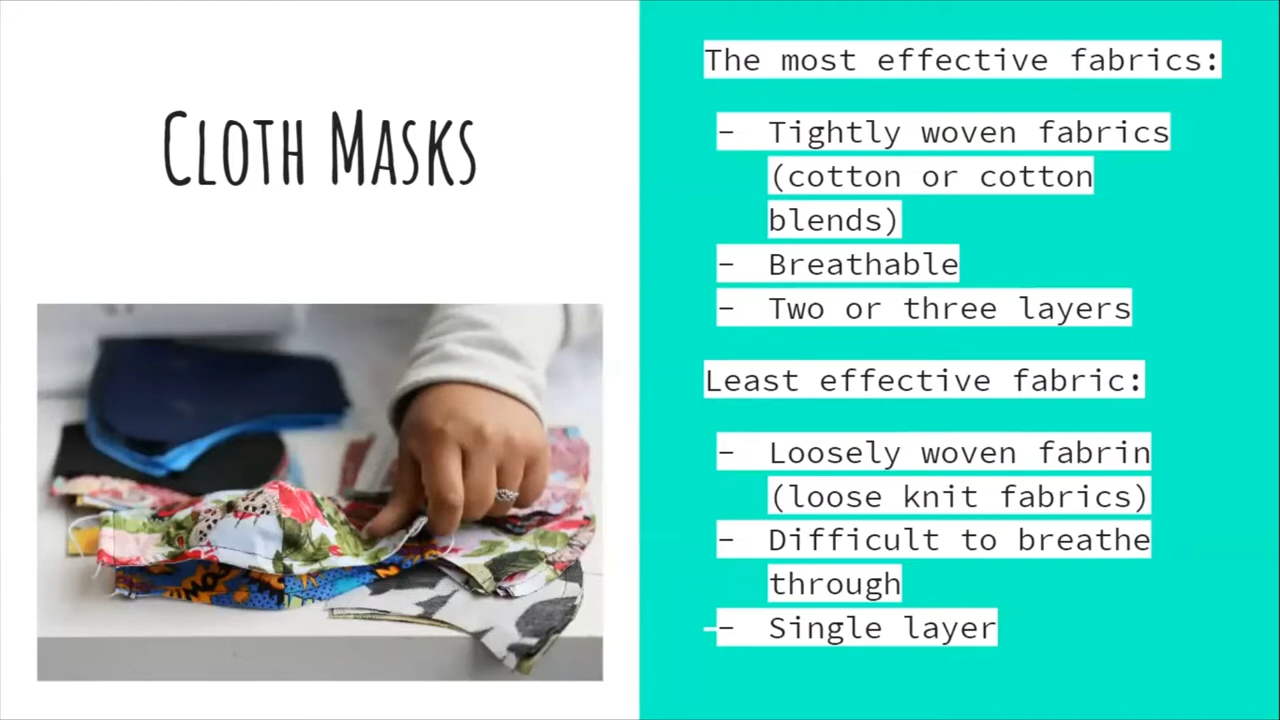 Cloth Masks
The most effective fabrics:
- Tightly woven fabrics
(cotton or cotton
blends)
- Breathable
- Two or three layers
Least effective fabric:
- Loosely woven fabrin
(loose knit fabrics)
- Difficult to breathe
through
- Single layer